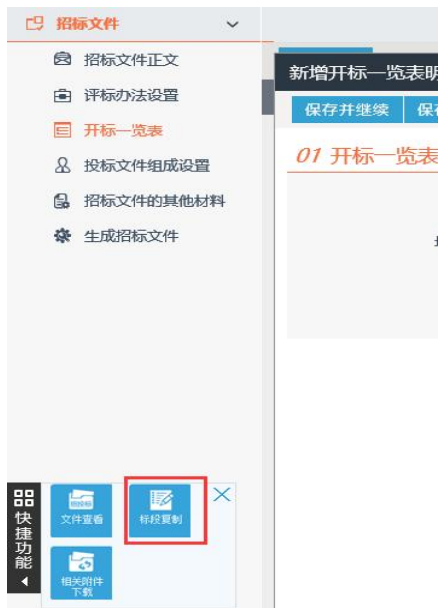 招标文件
招标文件正文
评标办法设置
开标一览表
投标文件组成设置
招标文件的其他材料
生成招标文件
新增开标一览表明
保存并继续
01 开标一览表
快捷功能
文件查看
标段复制
相关附件
下载